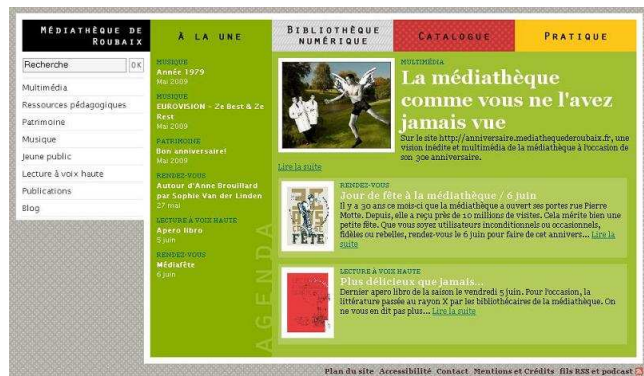 MÉDIATHÈQUE DE
ROUBAIX
À LA UNE
BIBLIOTHÈQUE
NUMÉRIQUE
CATALOGUE
PRATIQUE
Recherche
OK
Multimédia
Ressources pédagogiques
Patrimoine
Musique
Jeune public
Lecture à voix haute
Publications
Blog
MUSIQUE
Année 1979
Mai 2009
MUSIQUE
EUROVISION - Ze Best & Ze
Rest
Mai 2009
PATRIMOINE
Bon anniversaire!
Mai 2009
RENDEZ-VOUS
Autour d'Anne Brouillard
par Sophie Van der Linden
27 mai
LECTURE À VOIX HAUTE
Apero libro
5 juin
RENDEZ-VOUS
Médiafête
6 juin
AGENDA
MULTIMÉDIA
La médiathèque
comme vous ne l'avez
jamais vue
Sur le site http://anniversaire.mediathequederoubaix.fr, une
vision inédite et multimédia de la médiathèque à l'occasion de
son 30e anniversaire.
Lire la suite
FÊTE
RENDEZ-VOUS
Jour de fête à la médiathèque / 6 juin
Il y a 30 ans ce mois-ci que la médiathèque a ouvert ses portes rue Pierre
Motte. Depuis, elle a reçu près de 10 millions de visites. Cela mérite bien une
petite fête. Que vous soyez utilisateurs inconditionnels ou occasionnels,
fidèles ou rebelles, rendez-vous le 6 juin pour faire de cet annivers... Lire la
suite
LECTURE À VOIX HAUTE
Plus délicieux que jamais...
Dernier apero libro de la saison le vendredi 5 juin. Pour l'occasion, la
littérature passée au rayon X par les bibliothécaires de la médiathèque. On
ne vous en dit pas plus... Lire la suite
Plan du site Accessibilité Contact Mentions et Crédits fils RSS et podcast